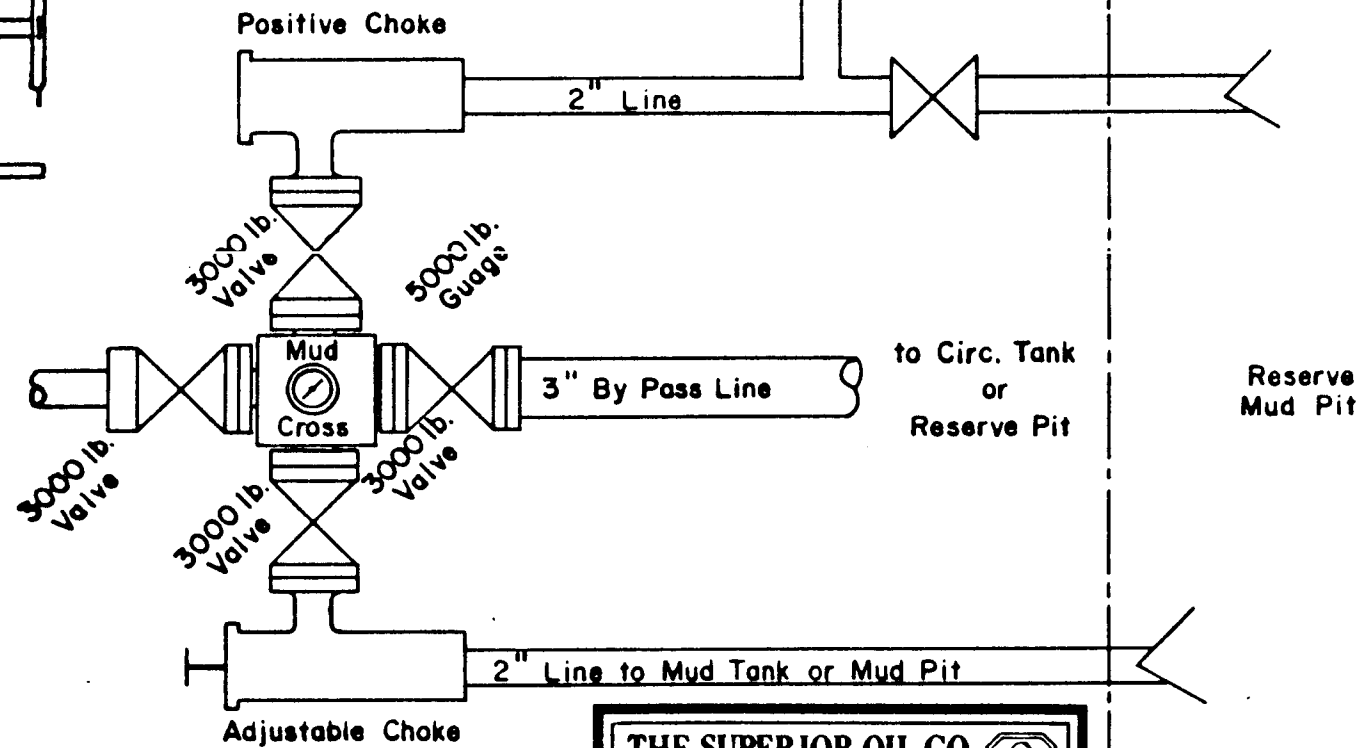 Positive Choke
2" Line
3000 lb.
Valve
5000 lb.
Guage
Mud
Cross
3" By Pass Line
to Circ. Tank
or
Reserve Pit
Reserve
Mud Pit
3000 lb.
Valve
3000 lb.
Valve
3000 lb.
Valve
2" Line to Mud Tank or Mud Pit
Adjustable Choke
THE SUPERIOR OIL CO